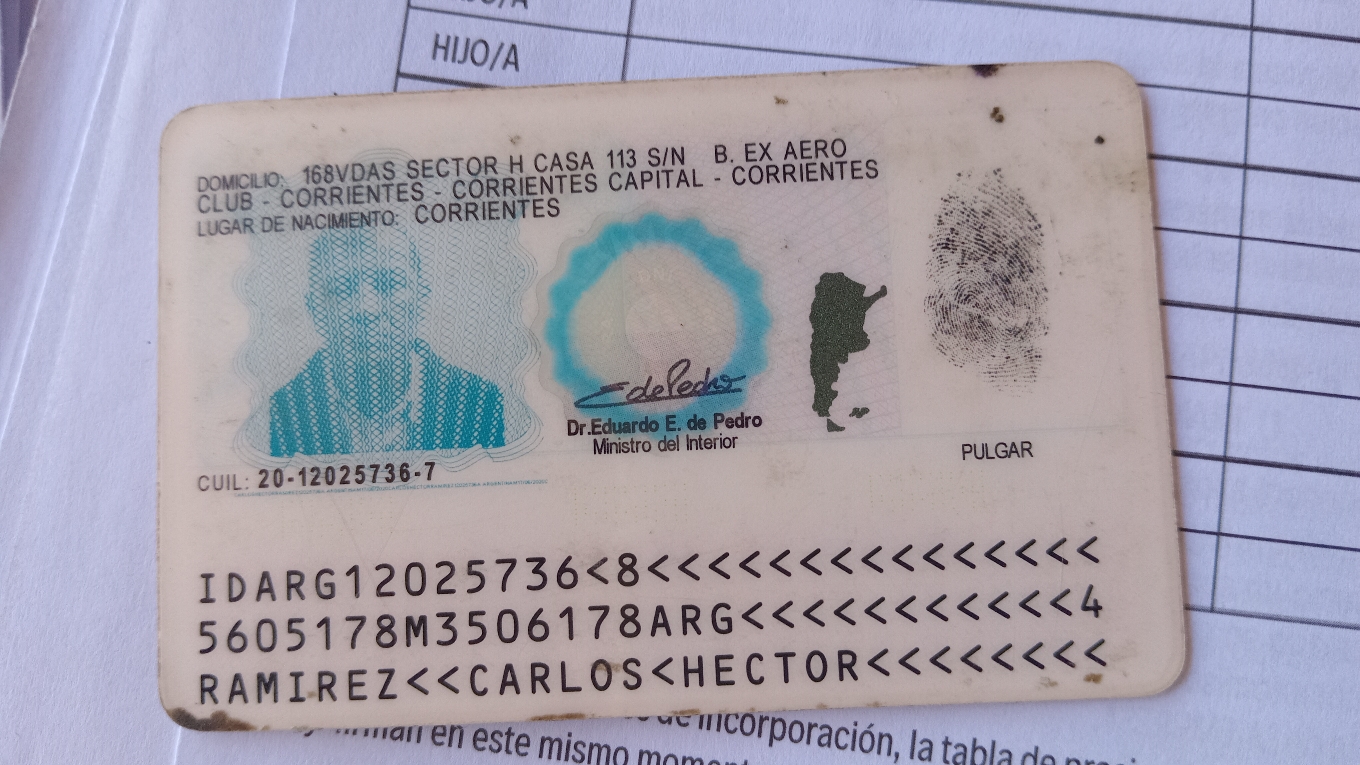 HIJO/A
DOMICILIO: 168VDAS SECTOR H CASA 113 S/N B. EX AERO
CLUB - CORRIENTES - CORRIENTES CAPITAL - CORRIENTES
LUGAR DE NACIMIENTO: CORRIENTES
E de Pedro
Dr.Eduardo E. de Pedro
Ministro del Interior
PULGAR
CUIL: 20-12025736-7
IDARG12025736<8<<<<<<<<<<<<<<<
5605178M3506178ARG<<<<<<<<<<<4
RAMIREZ<<CARLOS<HECTOR<<<<<<<<
de incorporación, la tabla de
en este mismo